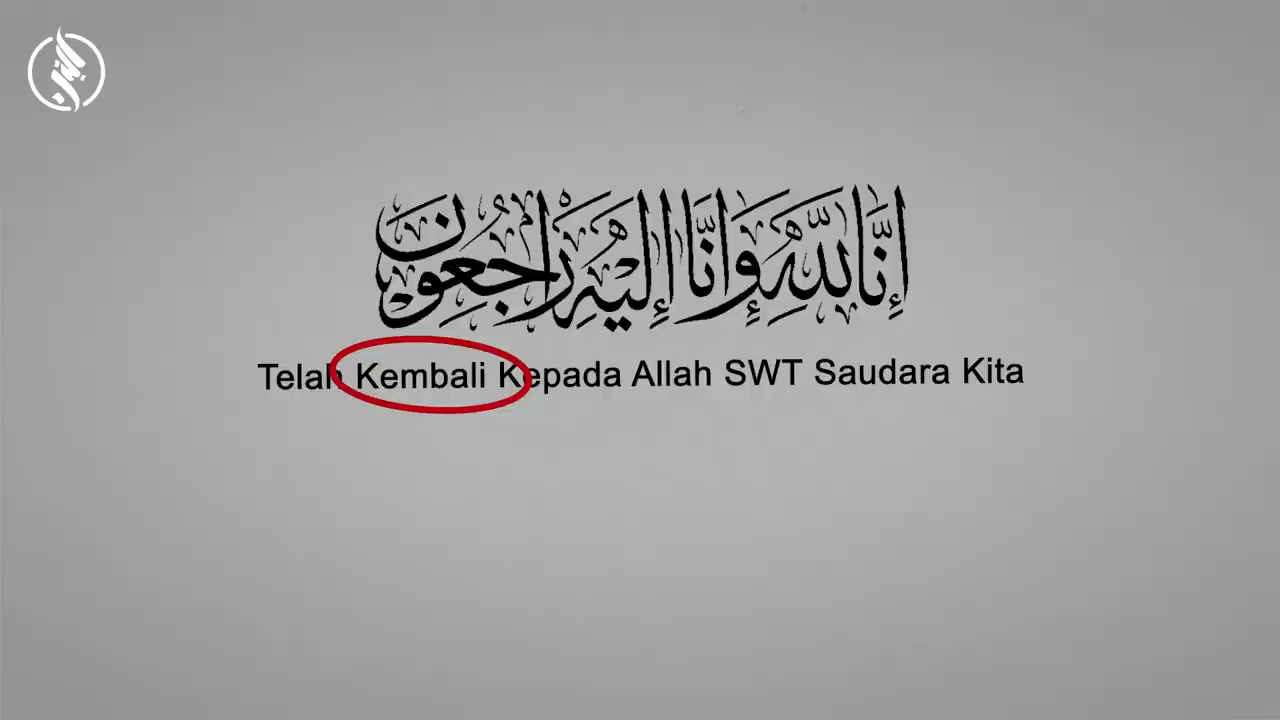 إِنَّا لِلَّهِ وَإِنَّا إِلَيْهِ رَاجِعُونَ
Telah Kembali Kepada Allah SWT Saudara Kita